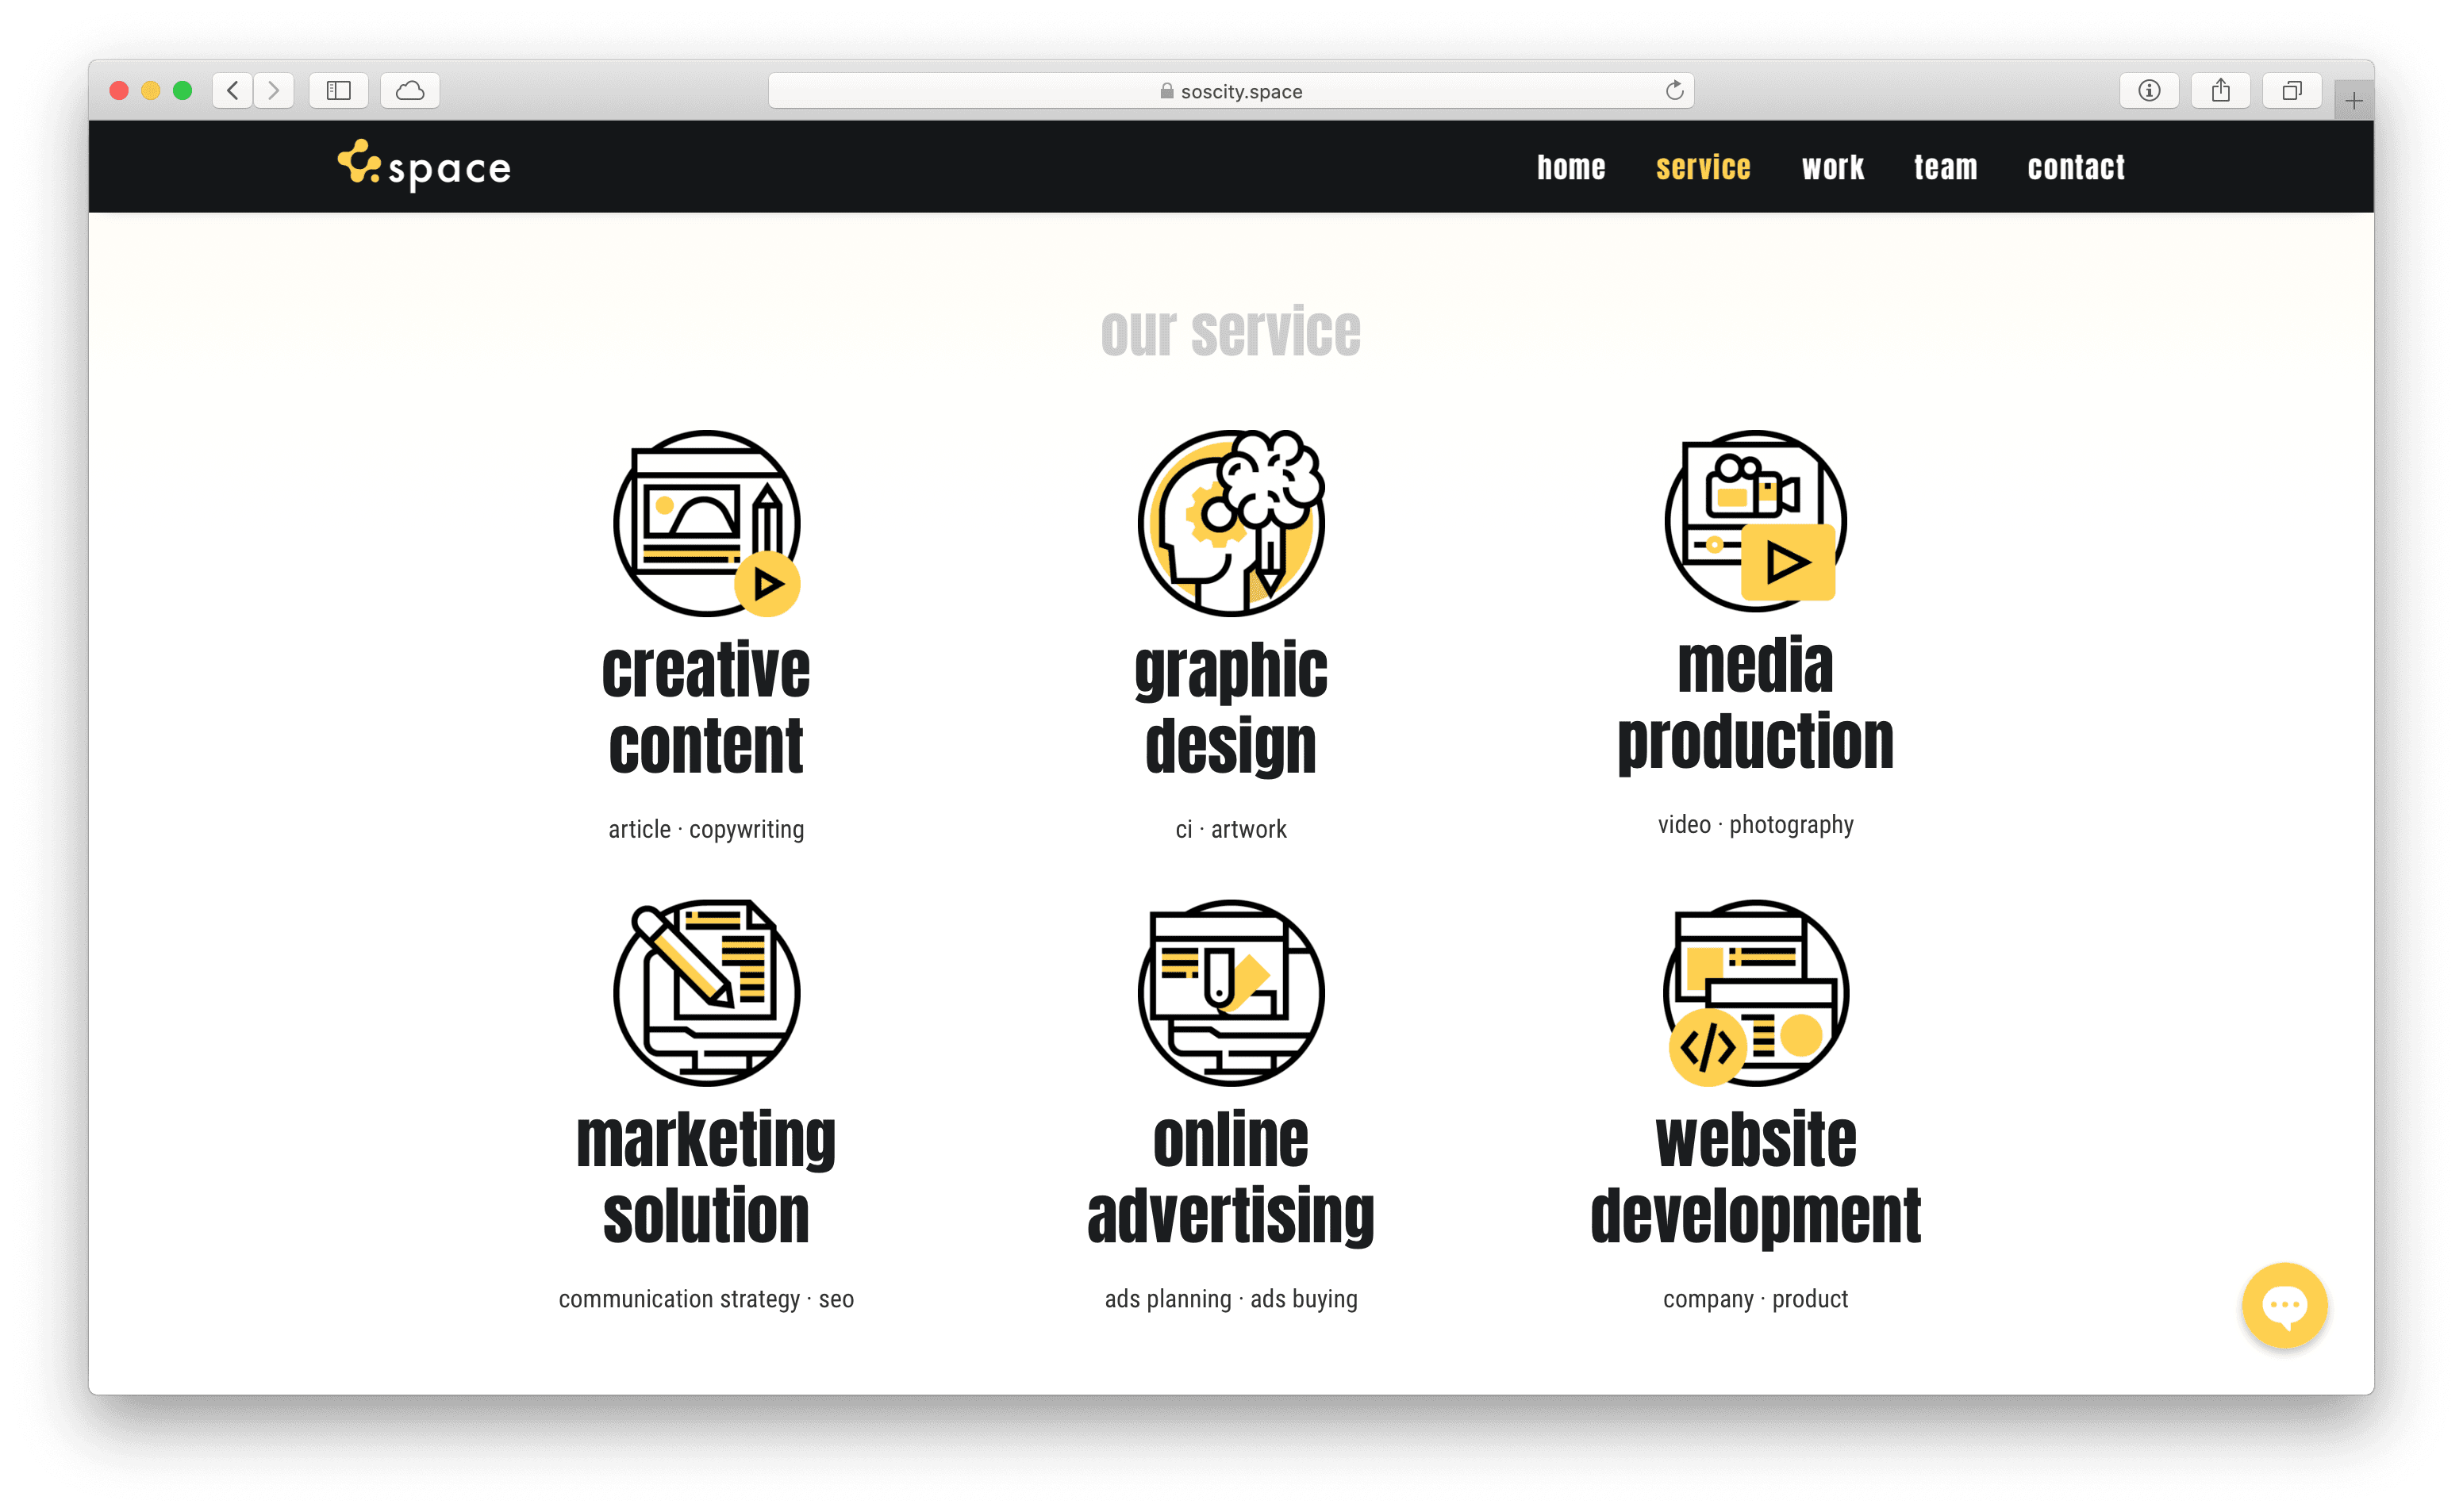 soscity.space
space
home service work team contact
our service
creative
content
article · copywriting
graphic
design
ci · artwork
media
production
video · photography
marketing
solution
communication strategy · seo
online
advertising
ads planning · ads buying
website
development
company · product